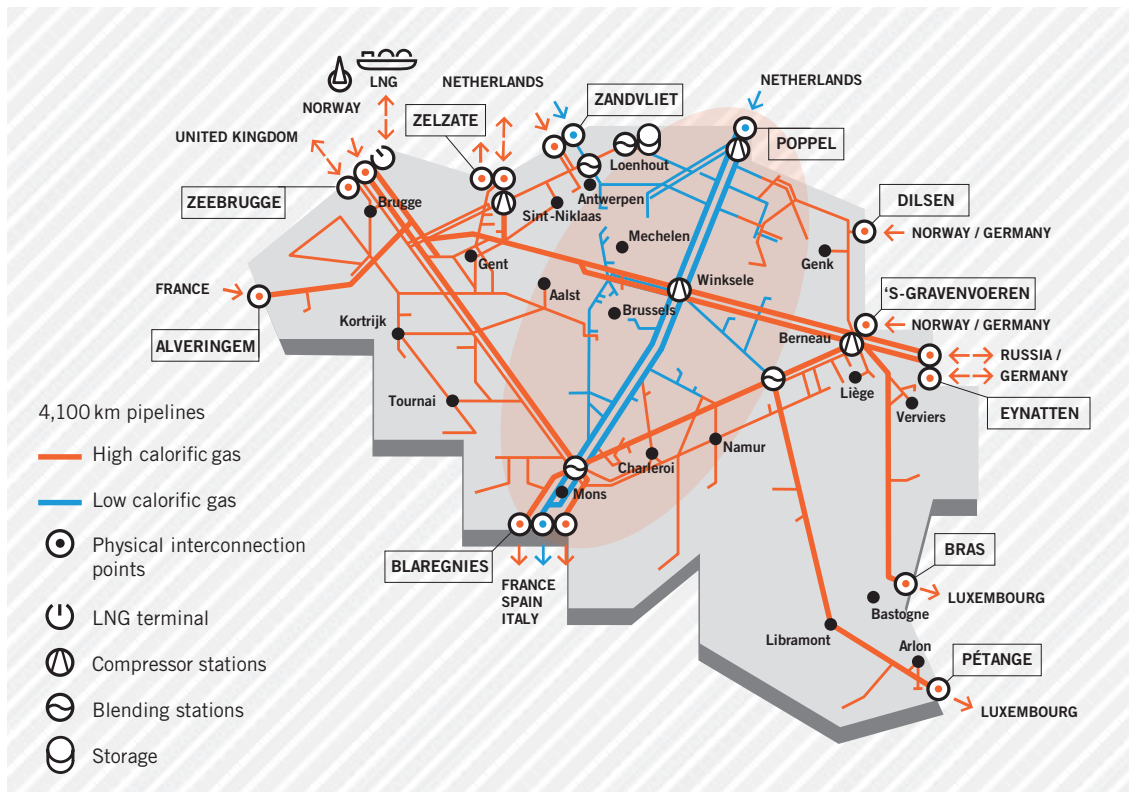 LNG
NORWAY
NETHERLANDS
NETHERLANDS
ZANDVLIET
ZELZATE
UNITED KINGDOM
POPPEL
Loenhout
ZEEBRUGGE
Brugge
Antwerpen
Sint-Niklaas
DILSEN
NORWAY / GERMANY
Mechelen
Gent
Genk
Winksele
FRANCE
Aalst
'S-GRAVENVOEREN
Brussels
NORWAY / GERMANY
Kortrijk
Berneau
ALVERINGEM
RUSSIA /
GERMANY
Liège
Tournai
Verviers
EYNATTEN
4,100 km pipelines
High calorific gas
Namur
Charleroi
Low calorific gas
Mons
Physical interconnection
points
BLAREGNIES
BRAS
FRANCE
SPAIN
ITALY
LUXEMBOURG
Bastogne
LNG terminal
Libramont
Arlon
PÉTANGE
Compressor stations
LUXEMBOURG
Blending stations
Storage